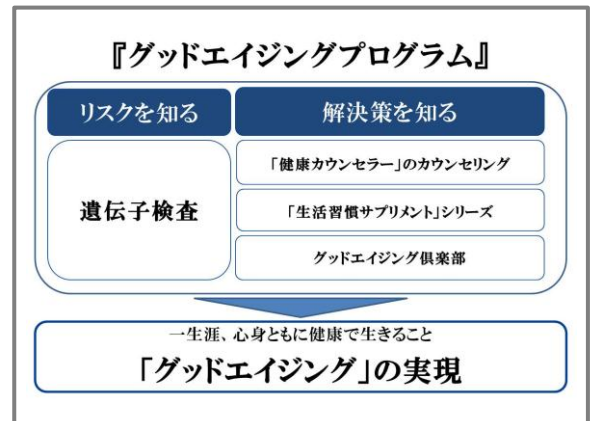 『グッドエイジングプログラム』
リスクを知る
解決策を知る
遺伝子検査
「健康カウンセラー」のカウンセリング
「生活習慣サプリメント」シリーズ
グッドエイジング倶楽部
一生涯、心身ともに健康で生きること
「グッドエイジング」の実現